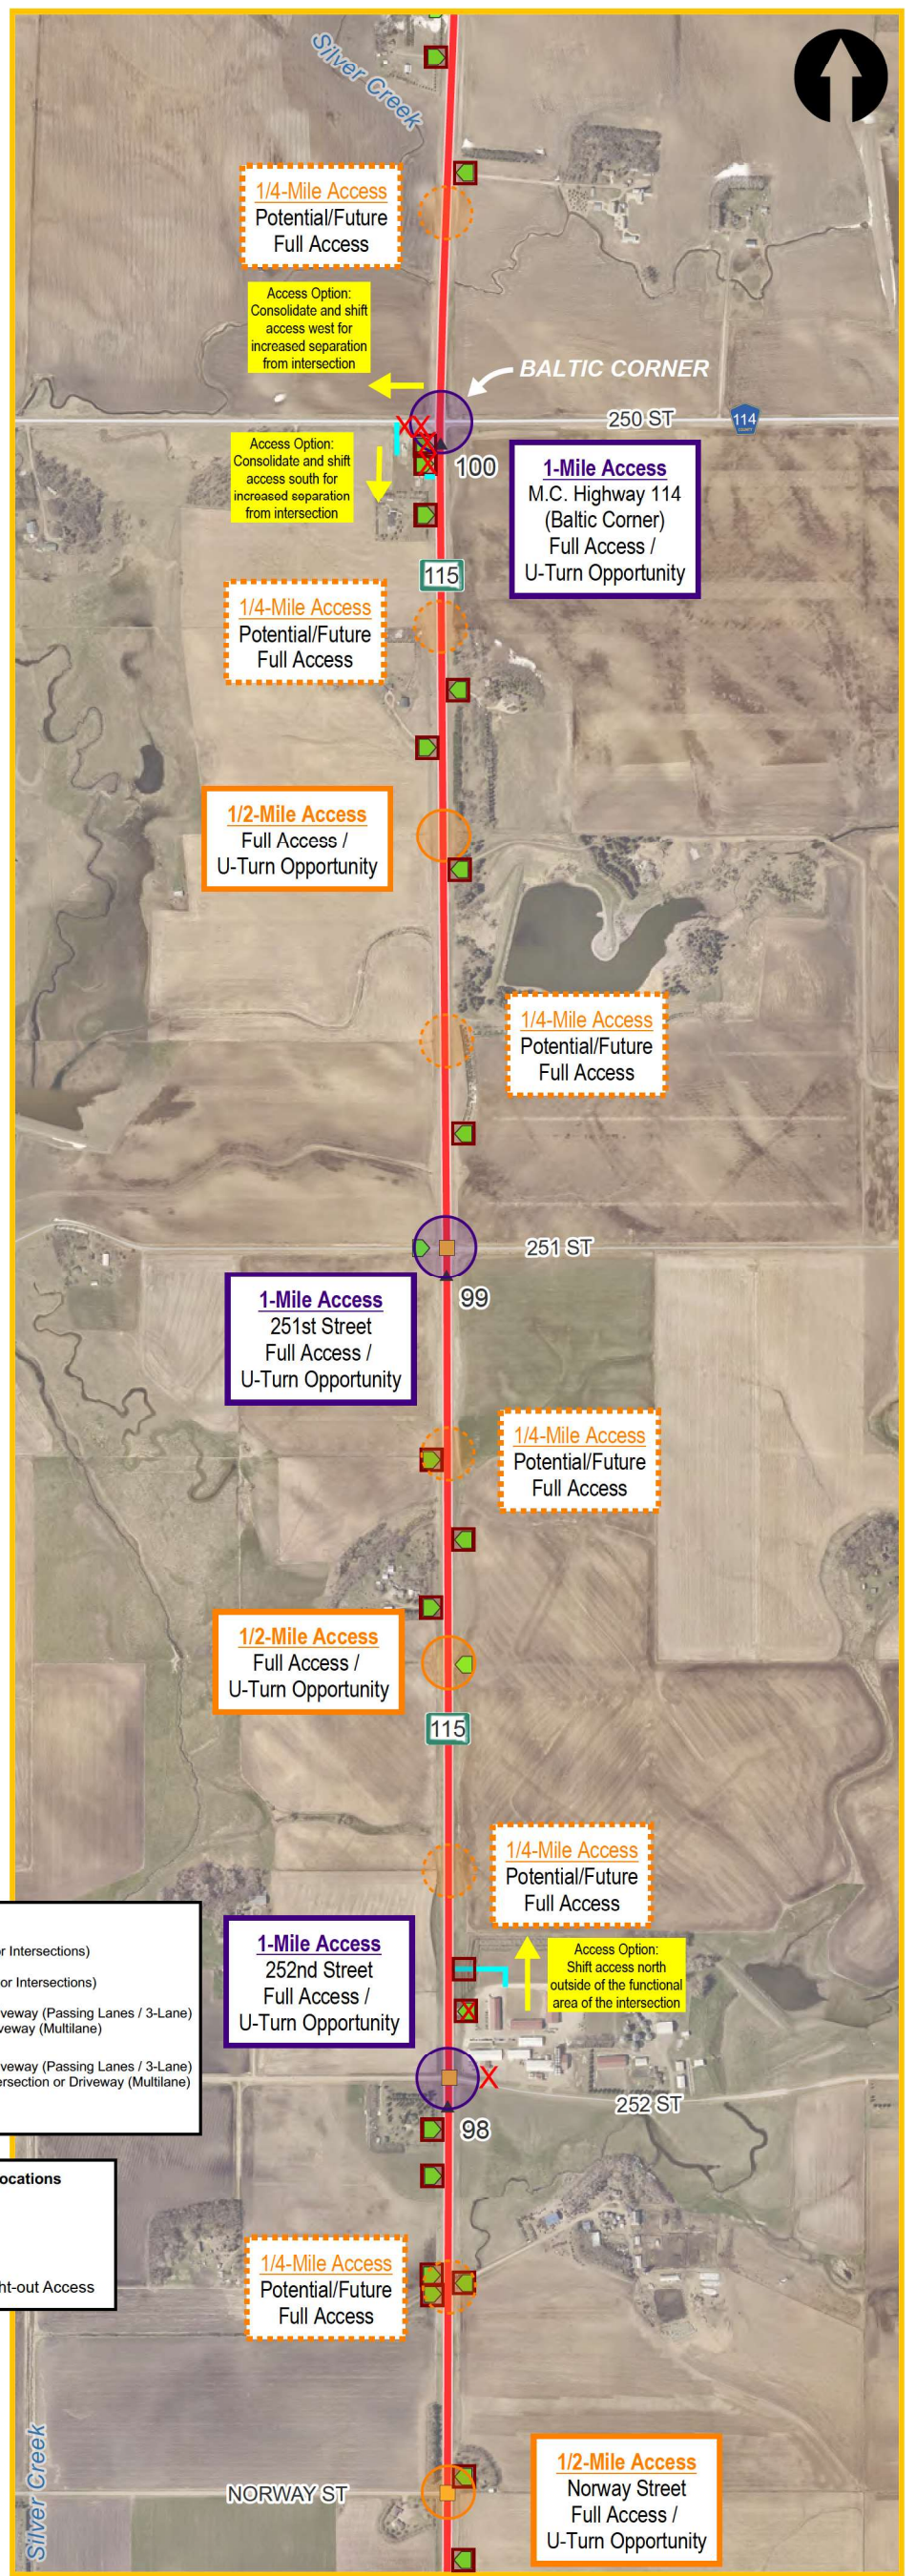 Silver Creek
1/4-Mile Access
Potential/Future
Full Access
Access Option:
Consolidate and shift
access west for
increased separation
from intersection
BALTIC CORNER
250 ST
114
COUNTY
Access Option:
Consolidate and shift
access south for
increased separation
from intersection
100
1-Mile Access
M.C. Highway 114
(Baltic Corner)
Full Access /
U-Turn Opportunity
115
1/4-Mile Access
Potential/Future
Full Access
1/2-Mile Access
Full Access /
U-Turn Opportunity
1/4-Mile Access
Potential/Future
Full Access
251 ST
99
1-Mile Access
251st Street
Full Access /
U-Turn Opportunity
1/4-Mile Access
Potential/Future
Full Access
1/2-Mile Access
Full Access /
U-Turn Opportunity
115
1/4-Mile Access
Potential/Future
Full Access
or Intersections)
or Intersections)
veway (Passing Lanes / 3-Lane)
veway (Multilane)
veway (Passing Lanes / 3-Lane)
ersection or Driveway (Multilane)
1-Mile Access
252nd Street
Full Access /
U-Turn Opportunity
Access Option:
Shift access north
outside of the functional
area of the intersection
252 ST
98
ocations
ht-out Access
1/4-Mile Access
Potential/Future
Full Access
Silver Creek
NORWAY ST
1/2-Mile Access
Norway Street
Full Access /
U-Turn Opportunity